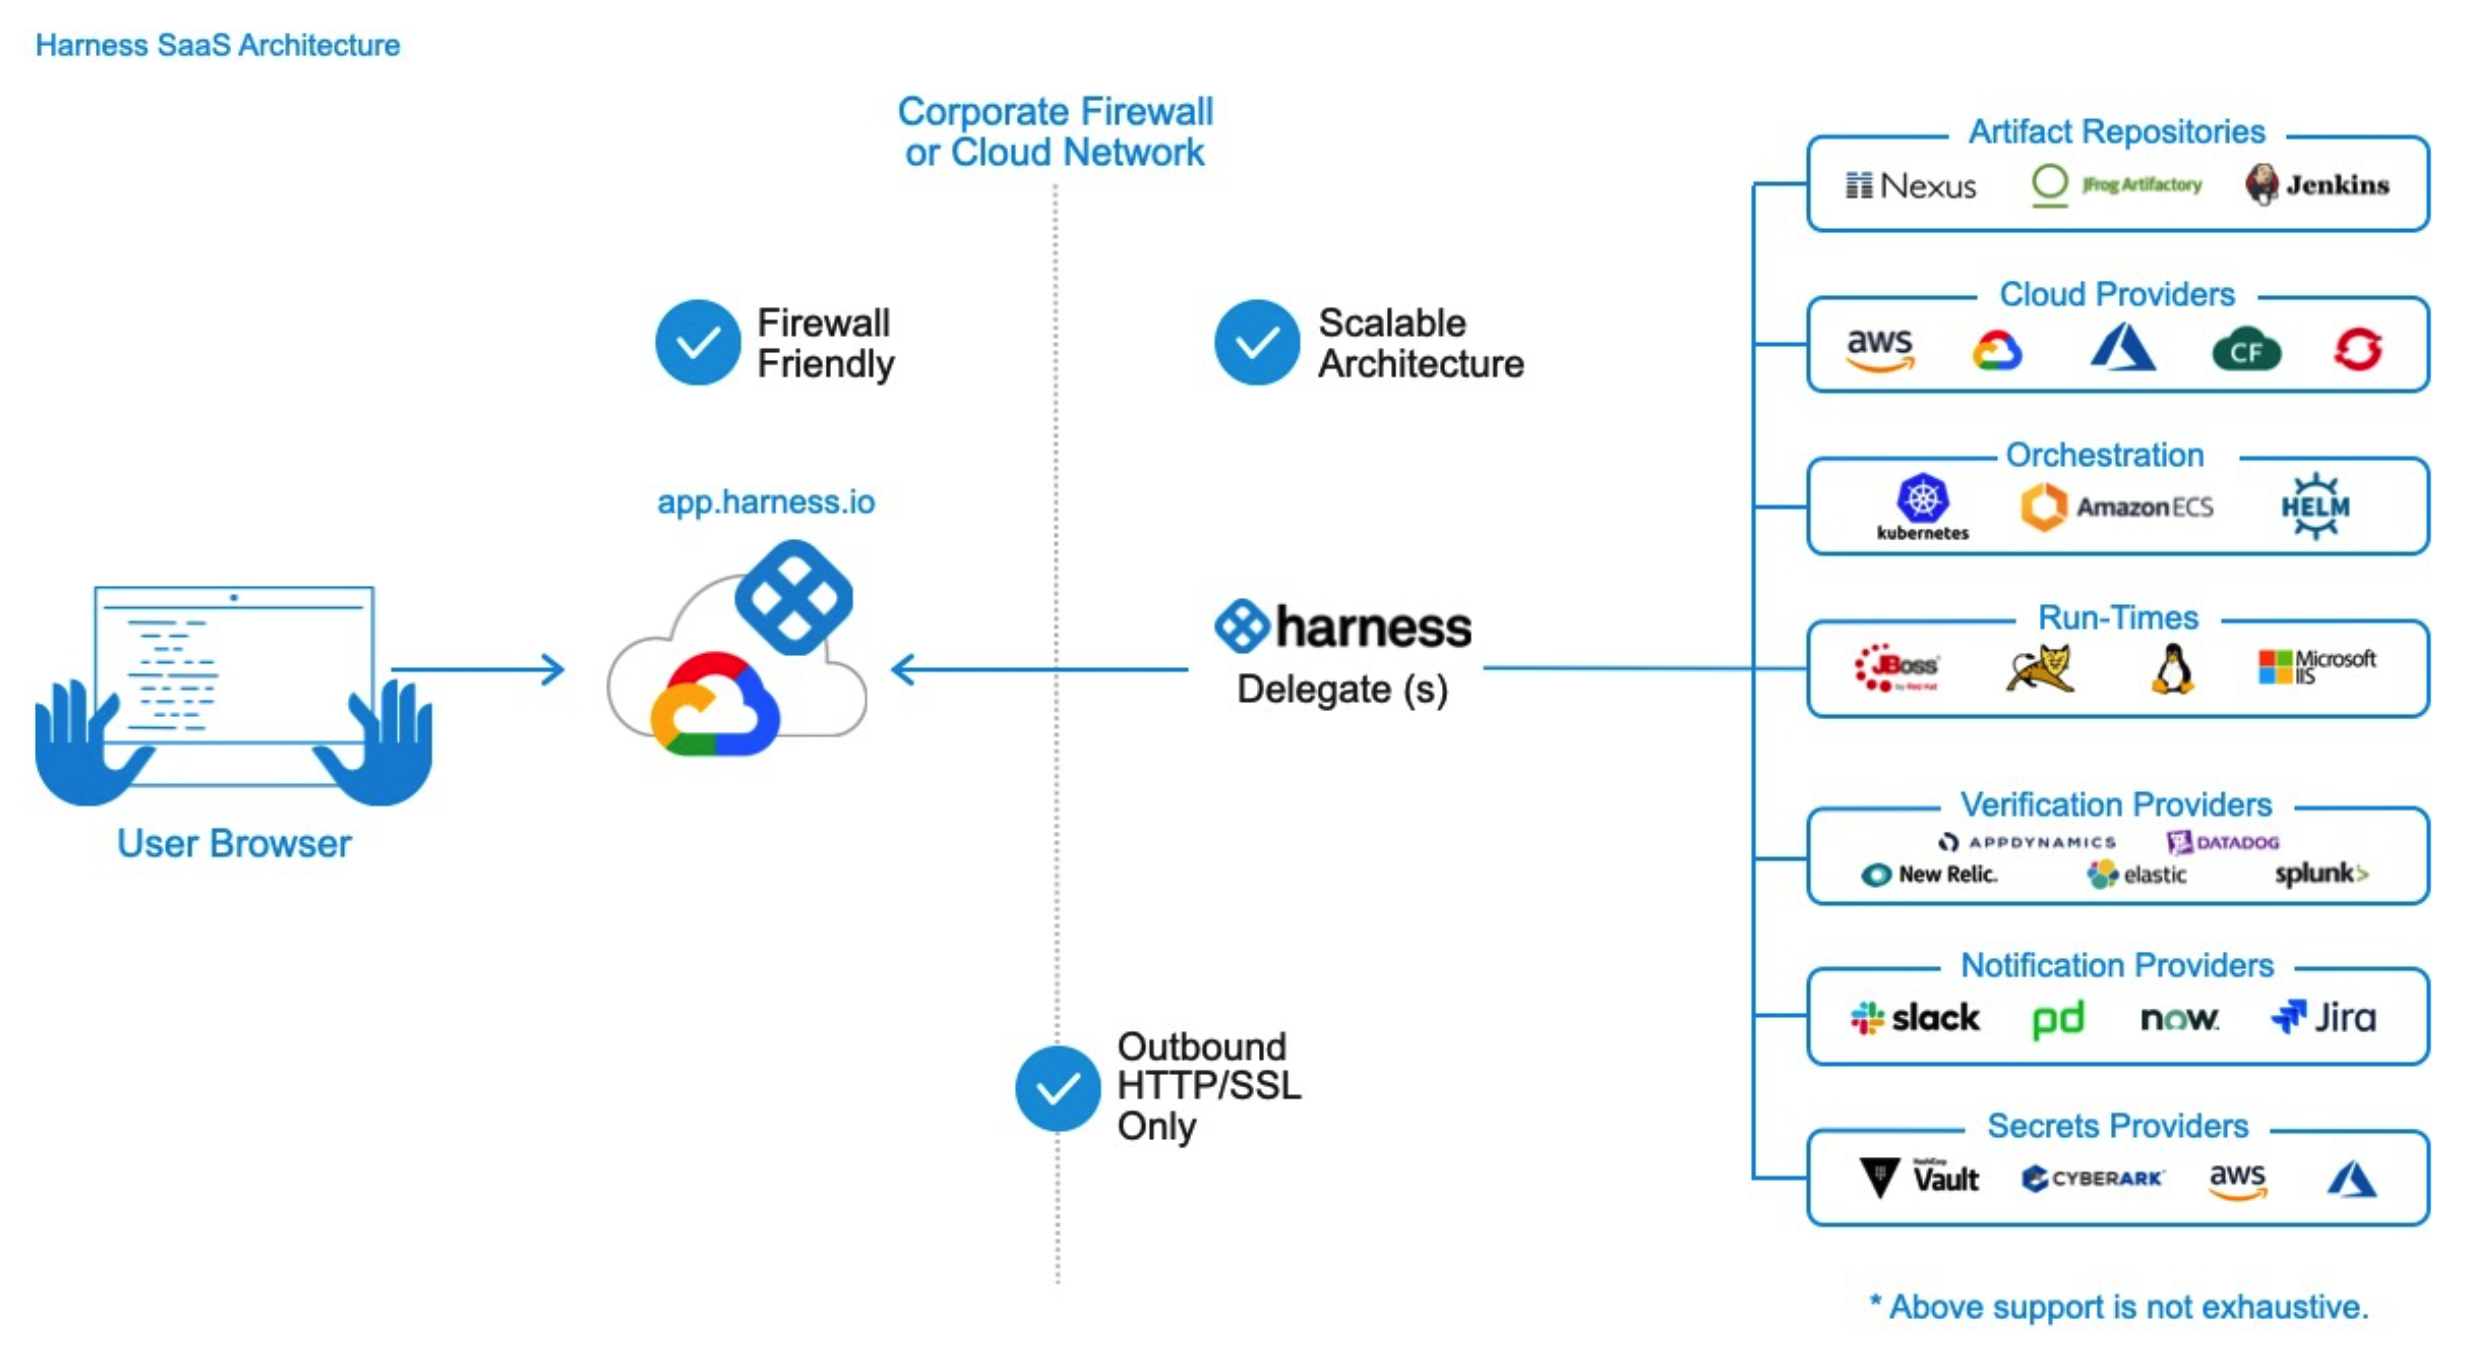 Harness SaaS Architecture
Corporate Firewall
or Cloud Network
Firewall
Friendly
Scalable
Architecture
app.harness.io
User Browser
harness
Delegate (s)
Outbound
HTTP/SSL
Only
Artifact Repositories
Nexus
JFrog Artifactory
Jenkins
Cloud Providers
aws
CF
Orchestration
kubernetes
Amazon ECS
HELM
Run-Times
JBoss
by Red Hat
Microsoft
IIS
Verification Providers
APPDYNAMICS
DATADOG
New Relic.
elastic
splunk>
Notification Providers
slack
pd
now.
Jira
Secrets Providers
HashiCorp
Vault
CYBERARK
aws
* Above support is not exhaustive.